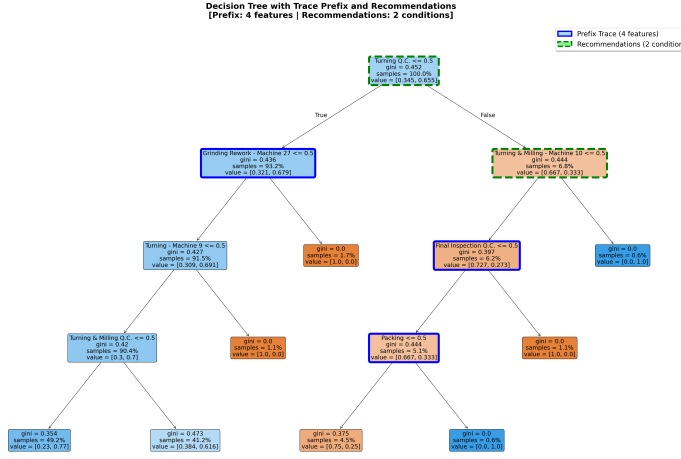 Decision Tree with Trace Prefix and Recommendations
[Prefix: 4 features | Recommendations: 2 conditions]
Prefix Trace (4 features)
Recommendations (2 condition
Turning Q.C. <= 0.5
gini = 0.452
samples = 100.0%
value = [0.345, 0.655]
True
False
Grinding Rework - Machine 27 <= 0.5
gini = 0.436
samples = 93.2%
value = [0.321, 0.679]
Turning & Milling - Machine 10 <= 0.5
gini = 0.444
samples = 6.8%
value = [0.667, 0.333]
Turning - Machine 9 <= 0.5
gini = 0.427
samples = 91.5%
value = [0.309, 0.691]
gini = 0.0
samples = 1.7%
value = [1.0, 0.0]
Final Inspection Q.C. <= 0.5
gini = 0.397
samples = 6.2%
value = [0.727, 0.273]
gini = 0.0
samples = 0.6%
value = [0.0, 1.0]
Turning & Milling Q.C. <= 0.5
gini = 0.42
samples = 90.4%
value = [0.3, 0.7]
gini = 0.0
samples = 1.1%
value = [1.0, 0.0]
Packing <= 0.5
gini = 0.444
samples = 5.1%
value = [0.667, 0.333]
gini = 0.0
samples = 1.1%
value = [1.0, 0.0]
gini = 0.354
samples = 49.2%
value = [0.23, 0.77]
gini = 0.473
samples = 41.2%
value = [0.384, 0.616]
gini = 0.375
samples = 4.5%
value = [0.75, 0.25]
gini = 0.0
samples = 0.6%
value = [0.0, 1.0]